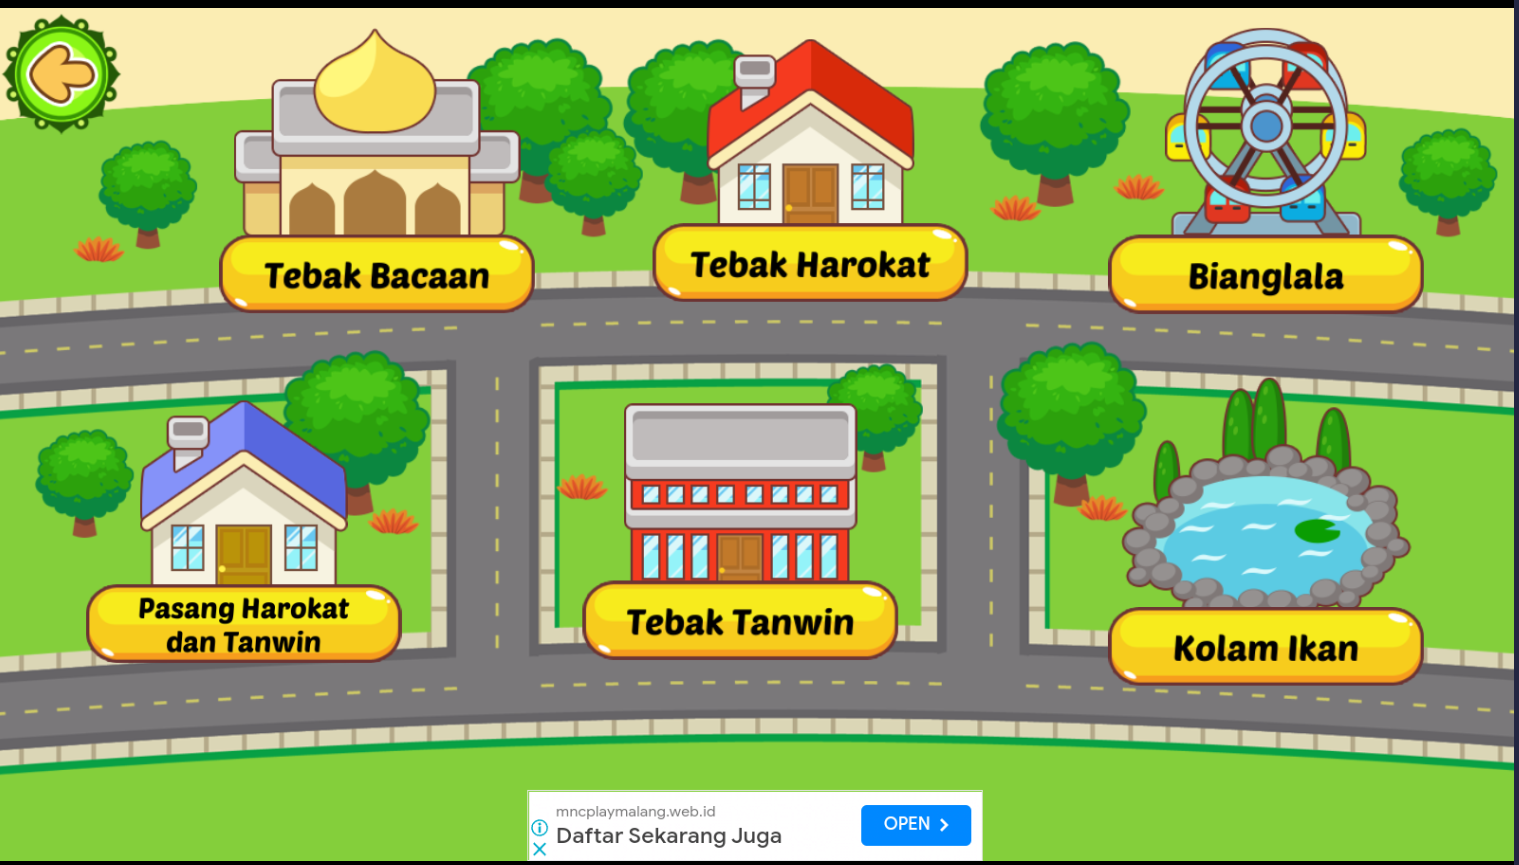 Tebak Bacaan
Tebak Harokat
Bianglala
Pasang Harokat
dan Tanwin
Tebak Tanwin
Kolam Ikan
mncplaymalang.web.id
Daftar Sekarang Juga
OPEN